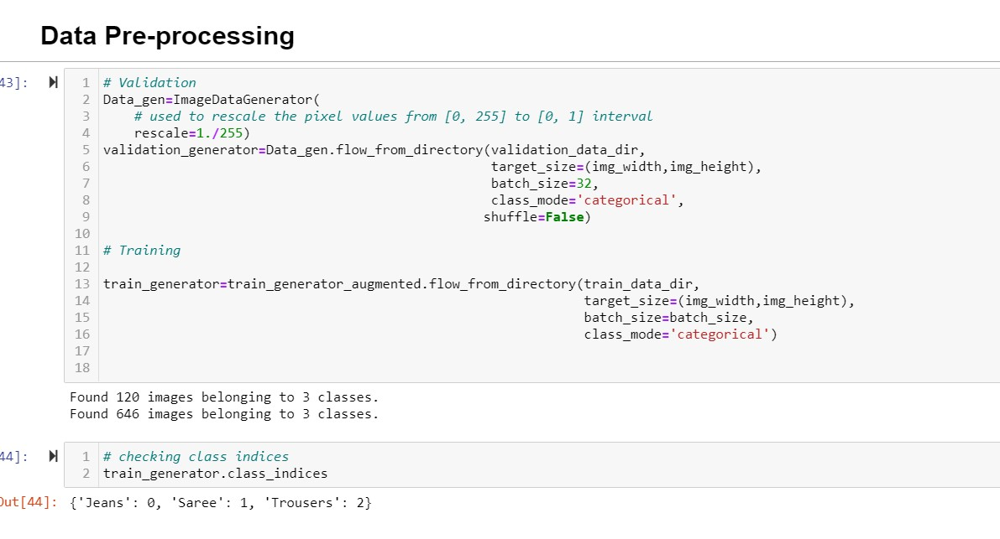 Data Pre-processing
43]:
1 # Validation
2 Data_gen=ImageDataGenerator(
3     # used to rescale the pixel values from [0, 255] to [0, 1] interval
4     rescale=1./255)
5 validation_generator=Data_gen.flow_from_directory(validation_data_dir,
6                                                   target_size=(img_width,img_height),
7                                                   batch_size=32,
8                                                   class_mode='categorical',
9                                                  shuffle=False)
10
11 # Training
12
13 train_generator=train_generator_augmented.flow_from_directory(train_data_dir,
14                                                               target_size=(img_width,img_height),
15                                                               batch_size=batch_size,
16                                                               class_mode='categorical')
17
18
Found 120 images belonging to 3 classes.
Found 646 images belonging to 3 classes.
44]:
1 # checking class indices
2 train_generator.class_indices
Out[44]: {'Jeans': 0, 'Saree': 1, 'Trousers': 2}